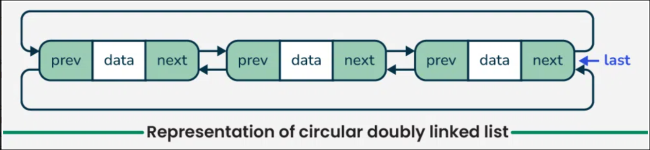 prev data next prev data next prev data next last
Representation of circular doubly linked list